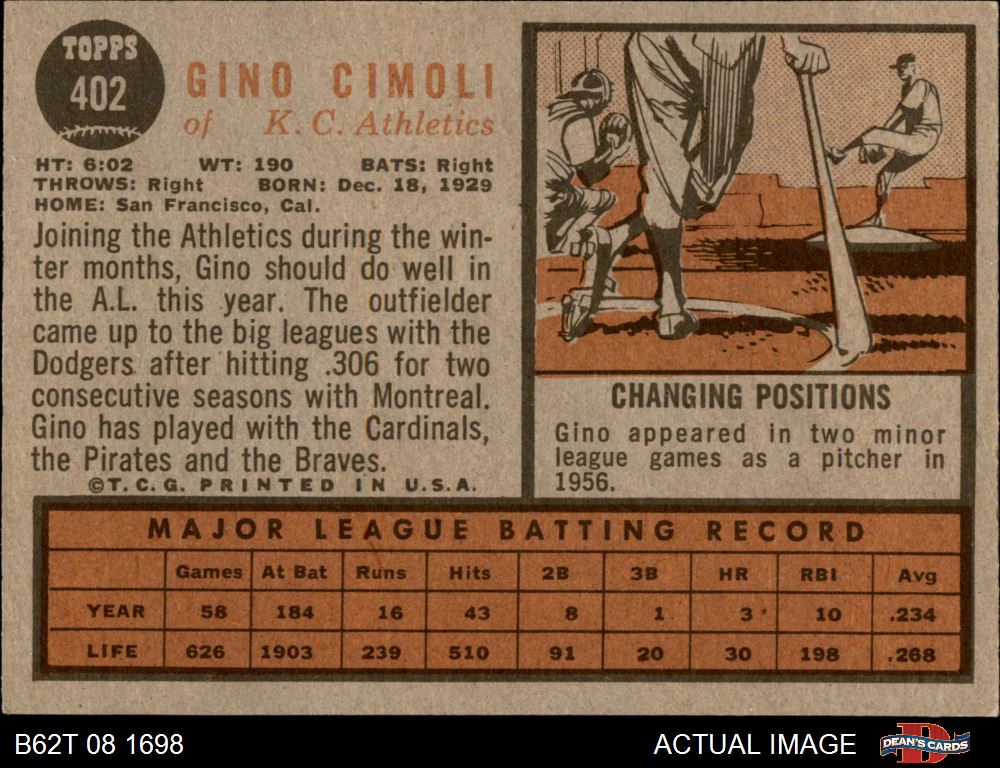 TOPPS
402
GINO CIMOLI
of K. C. Athletics
HT: 6:02 WT: 190 BATS: Right
THROWS: Right BORN: Dec. 18, 1929
HOME: San Francisco, Cal.
Joining the Athletics during the win-
ter months, Gino should do well in
the A.L. this year. The outfielder
came up to the big leagues with the
Dodgers after hitting .306 for two
consecutive seasons with Montreal.
Gino has played with the Cardinals,
the Pirates and the Braves.
©T. C. G. PRINTED IN U.S.A.
CHANGING POSITIONS
Gino appeared in two minor
league games as a pitcher in
1956.
MAJOR LEAGUE BATTING RECORD
Games At Bat Runs Hits 2B 3B HR RBI Avg
YEAR 58 184 16 43 8 1 3 10 .234
LIFE 626 1903 239 510 91 20 30 198 .268
B62T 08 1698 ACTUAL IMAGE DEAN'S CARDS